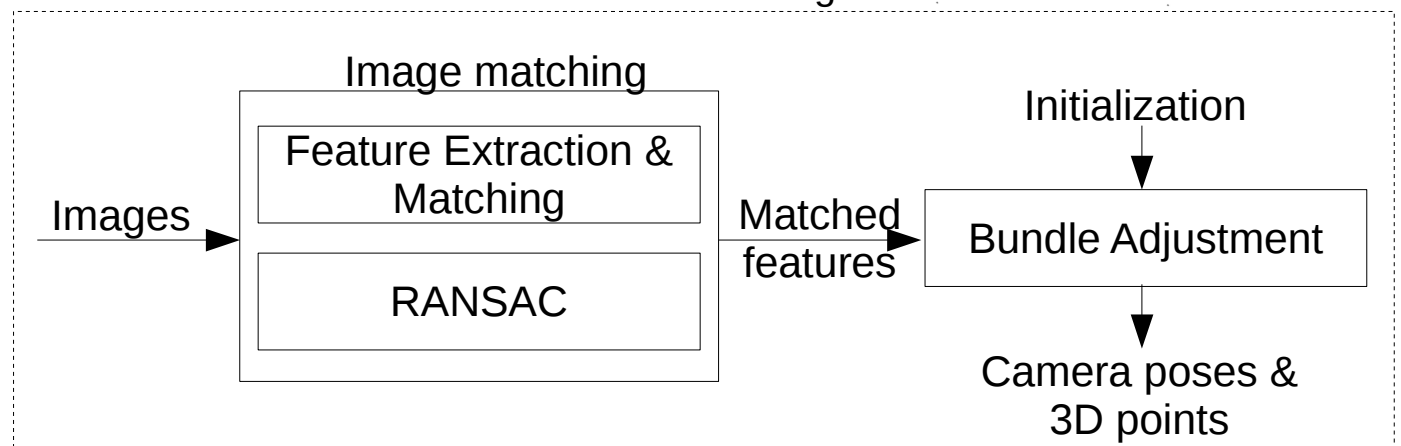 Image matching
Feature Extraction &
Matching
RANSAC
Images
Matched
features
Initialization
Bundle Adjustment
Camera poses &
3D points